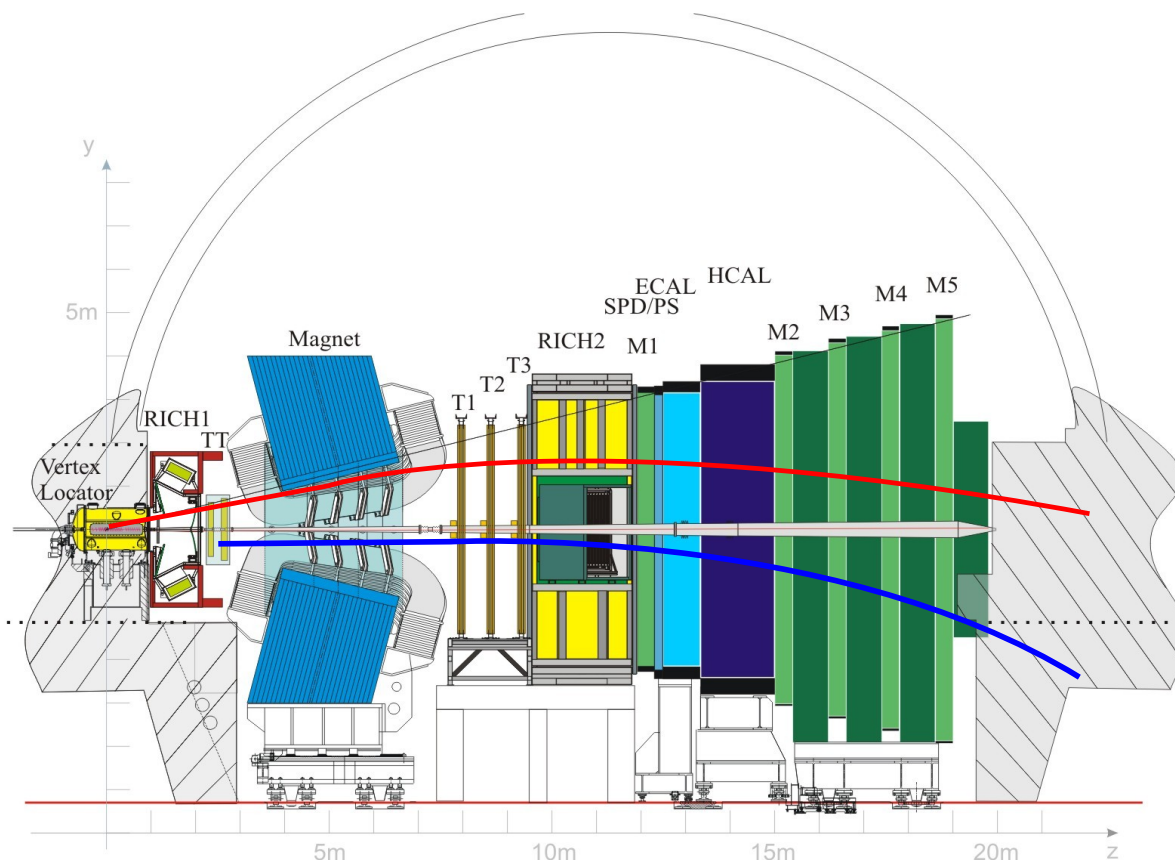 y
5m
Magnet
RICH1
TT
Vertex
Locator
T1
T2
T3
RICH2
M1
SPD/PS
ECAL
HCAL
M2
M3
M4
M5
5m
10m
15m
20m
z